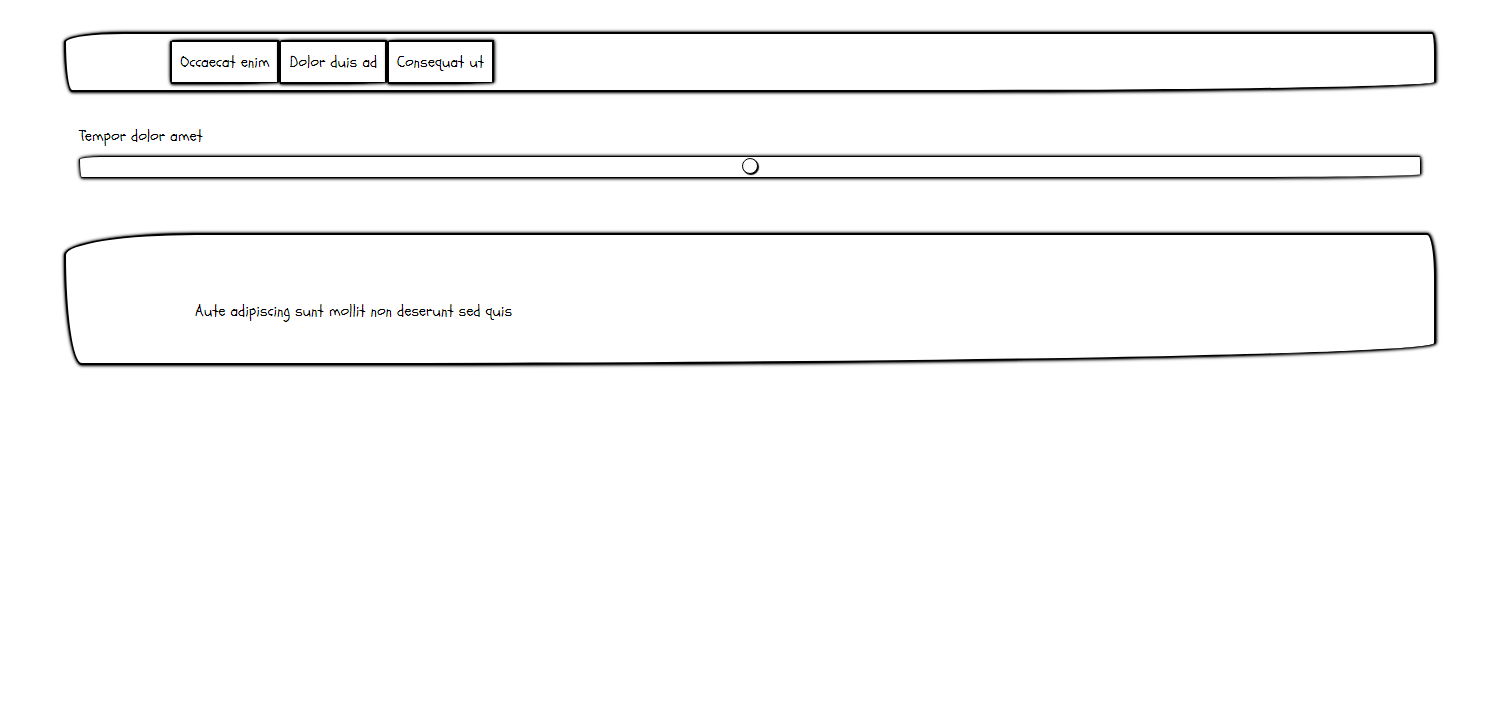 Occaecat enim Dolor duis ad Consequat ut
Tempor dolor amet
Aute adipiscing sunt mollit non deserunt sed quis